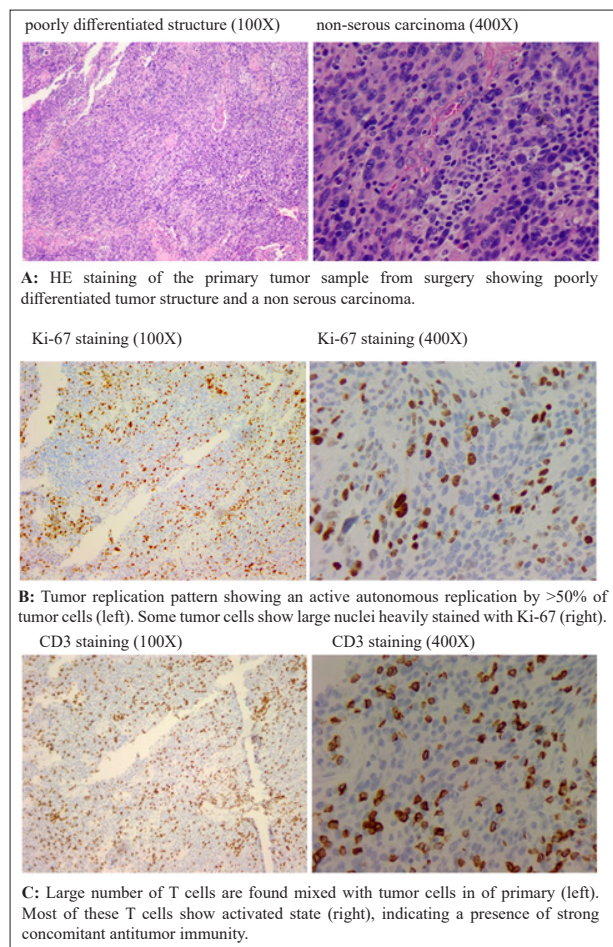 poorly differentiated structure (100X) non-serous carcinoma (400X)
A: HE staining of the primary tumor sample from surgery showing poorly
differentiated tumor structure and a non serous carcinoma.
Ki-67 staining (100X) Ki-67 staining (400X)
B: Tumor replication pattern showing an active autonomous replication by >50% of
tumor cells (left). Some tumor cells show large nuclei heavily stained with Ki-67 (right).
CD3 staining (100X) CD3 staining (400X)
C: Large number of T cells are found mixed with tumor cells in of primary (left).
Most of these T cells show activated state (right), indicating a presence of strong
concomitant antitumor immunity.